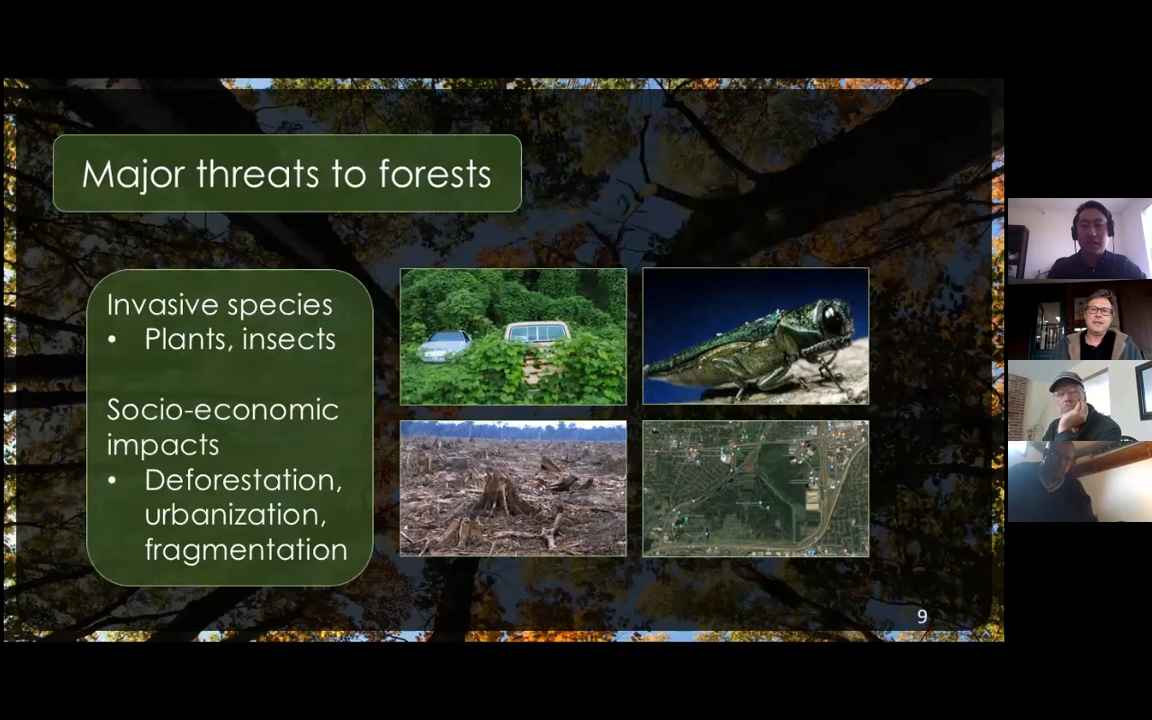 Major threats to forests
Invasive species
• Plants, insects
Socio-economic
impacts
• Deforestation,
urbanization,
fragmentation
9